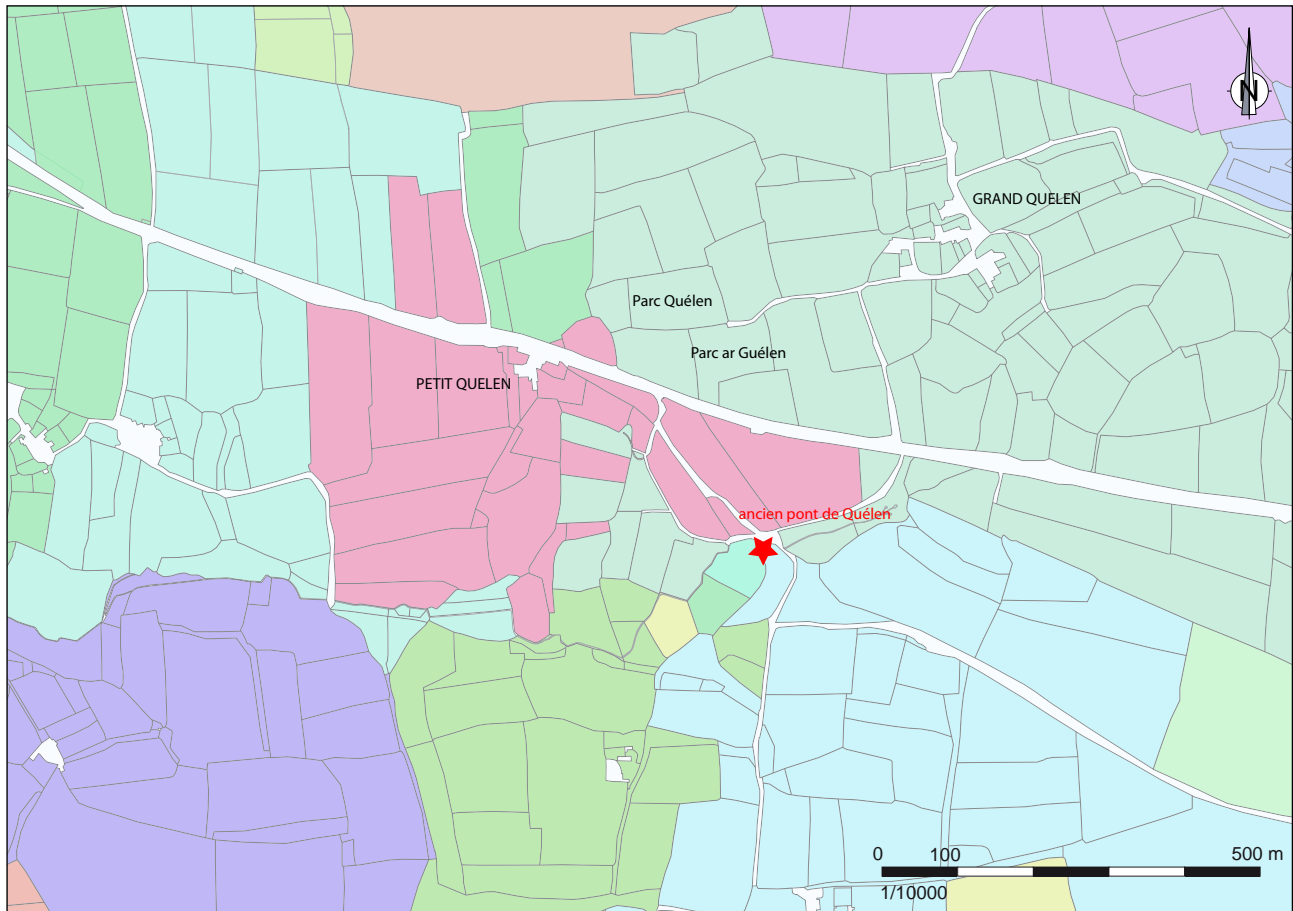 N
GRAND QUELEN
Parc Quélen
Parc ar Guélen
PETIT QUELEN
ancien pont de Quélen
0 100 500 m
1/10000